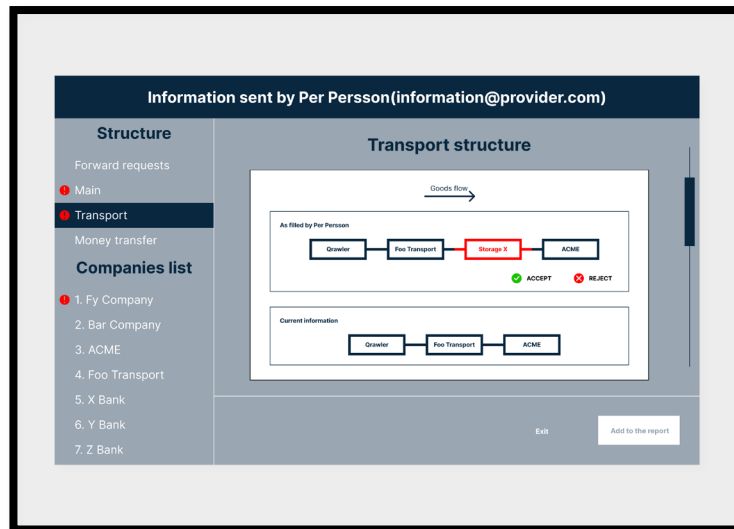 Information sent by Per Persson(information@provider.com)
Structure
Forward requests
Main
Transport
Money transfer
Companies list
1. Fy Company
2. Bar Company
3. ACME
4. Foo Transport
5. X Bank
6. Y Bank
7. Z Bank
Transport structure
Goods flow
As filled by Per Persson
Qrawler Foo Transport Storage X ACME
ACCEPT REJECT
Current information
Qrawler Foo Transport ACME
Exit Add to the report